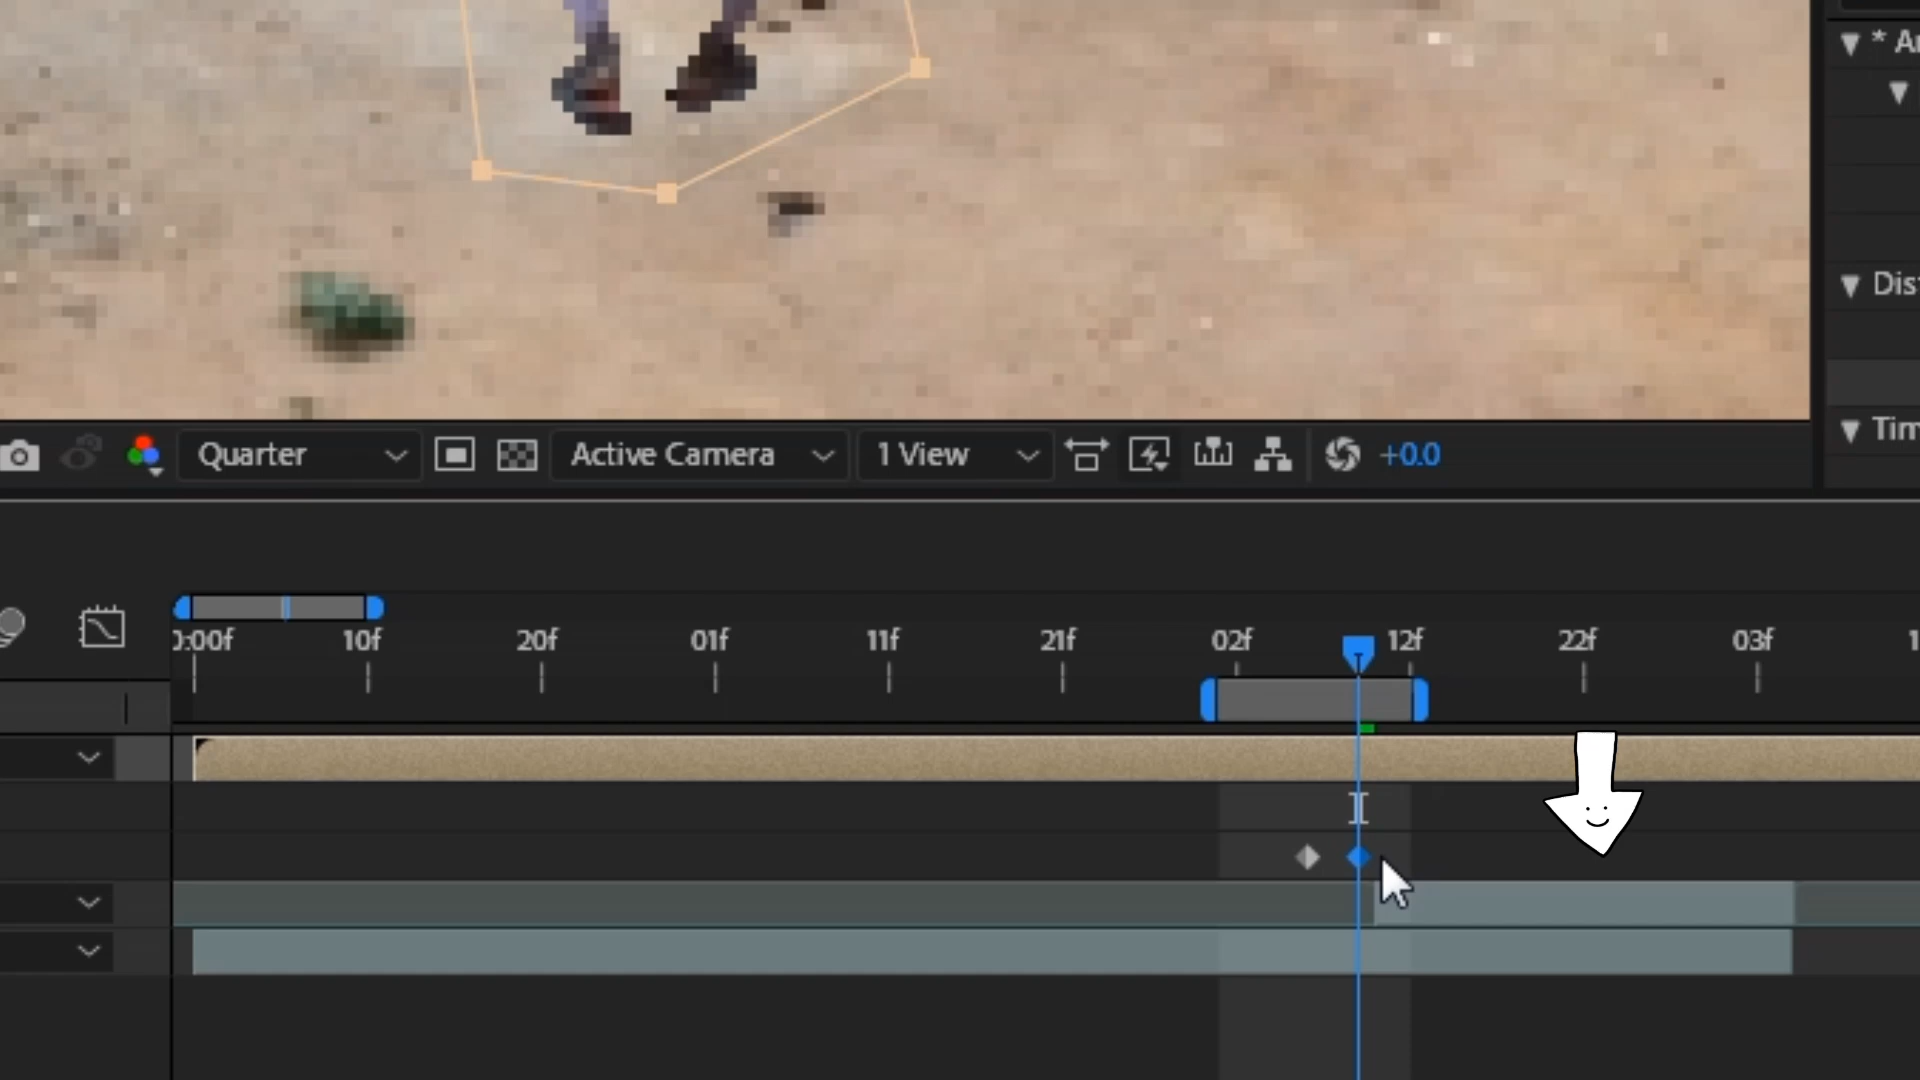 * A
Dis
Tim
Quarter
Active Camera
1 View
+0.0
0:00f
10f
20f
01f
11f
21f
02f
12f
22f
03f
1